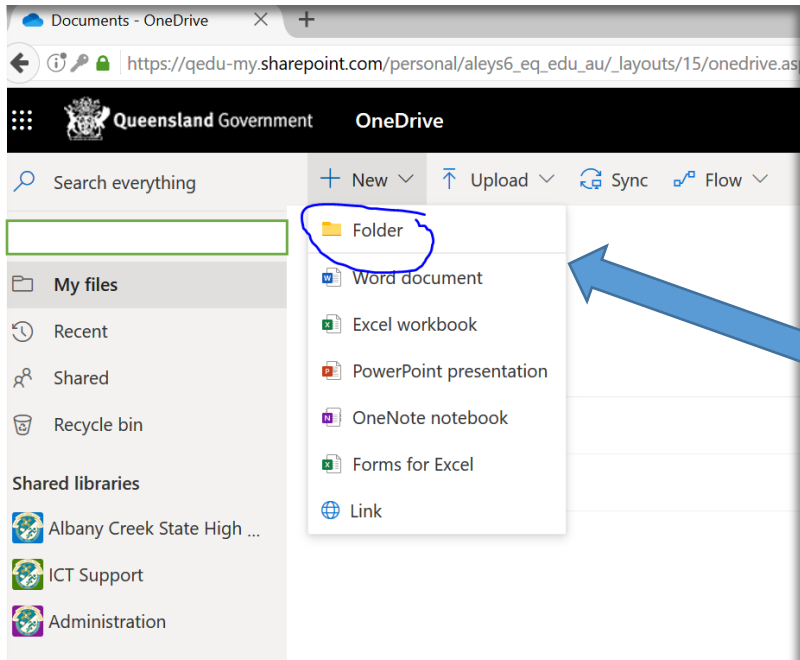 Documents - OneDrive
https://qedu-my.sharepoint.com/personal/aleys6_eq_edu_au/_layouts/15/onedrive.as
Queensland Government OneDrive
Search everything
New Upload Sync Flow
Folder
Word document
My files
Excel workbook
Recent
PowerPoint presentation
Shared
OneNote notebook
Recycle bin
Forms for Excel
Shared libraries
Link
Albany Creek State High ...
ICT Support
Administration